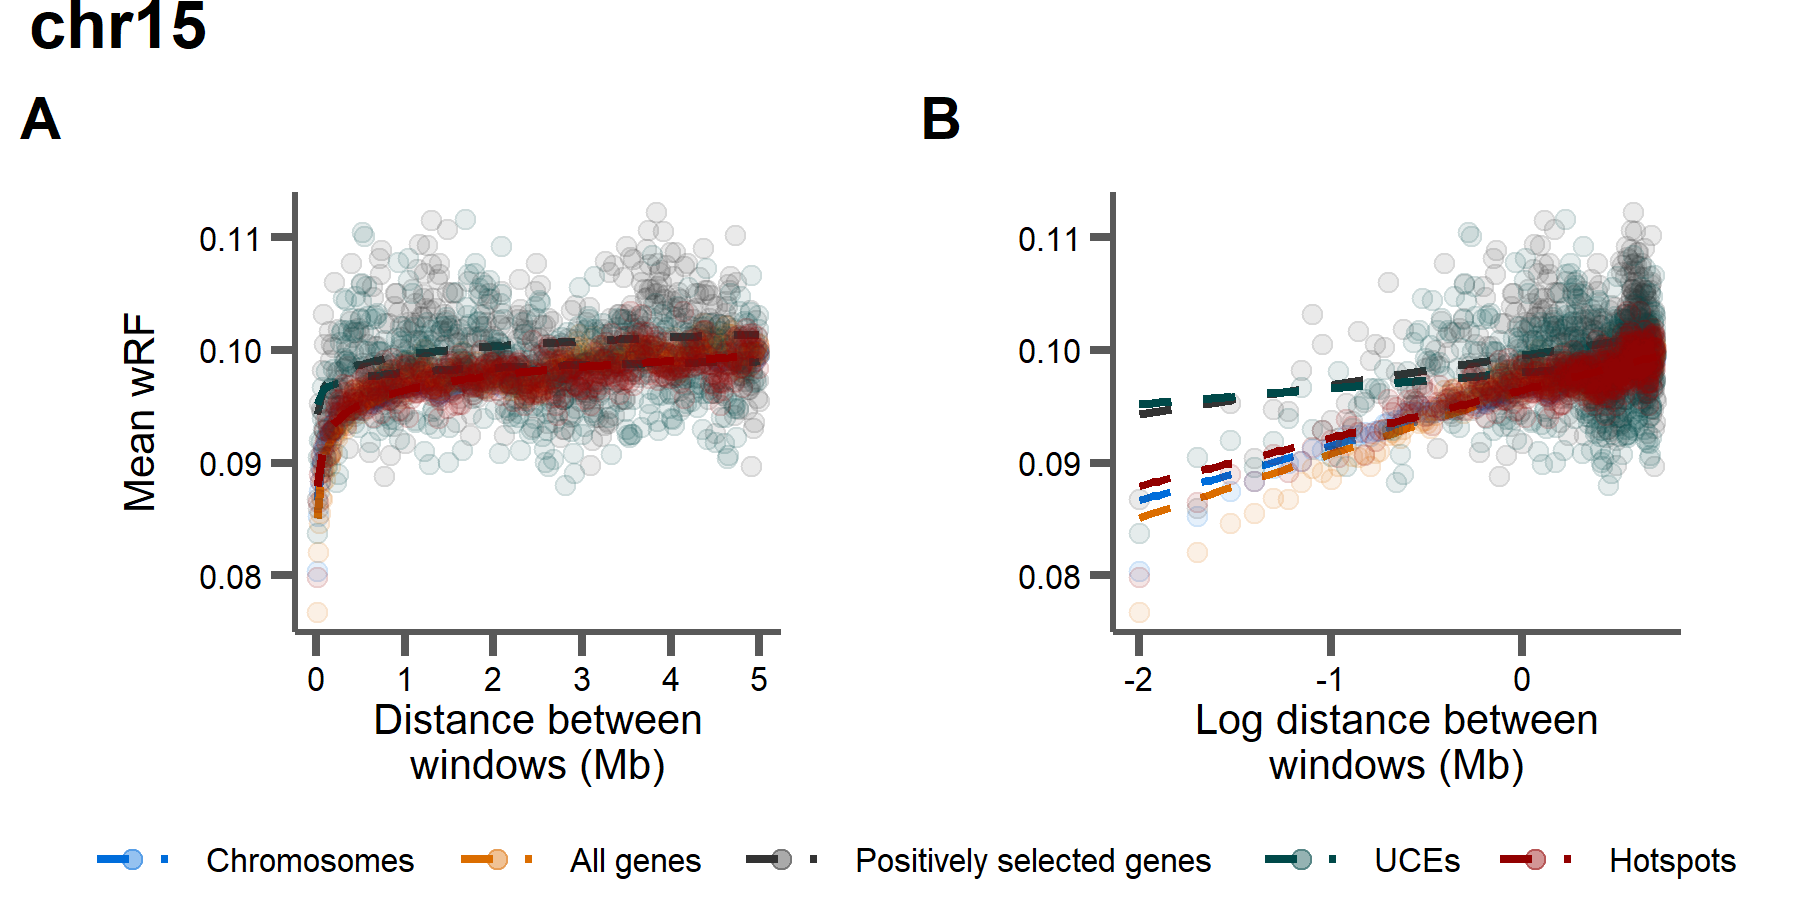 chr15
A
B
Mean wRF
0.11
0.10
0.09
0.08
0 1 2 3 4 5
Distance between
windows (Mb)
0.11
0.10
0.09
0.08
-2 -1 0
Log distance between
windows (Mb)
Chromosomes All genes Positively selected genes UCEs Hotspots